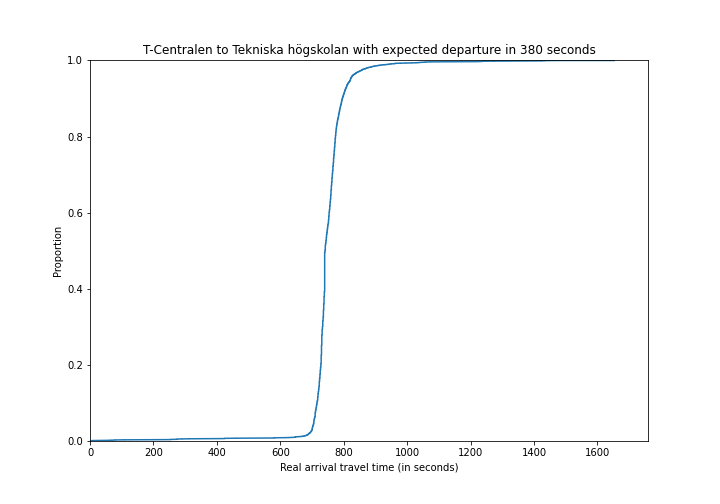 T-Centralen to Tekniska högskolan with expected departure in 380 seconds
1.0
0.8
0.6
0.4
0.2
0.0
Proportion
0 200 400 600 800 1000 1200 1400 1600
Real arrival travel time (in seconds)